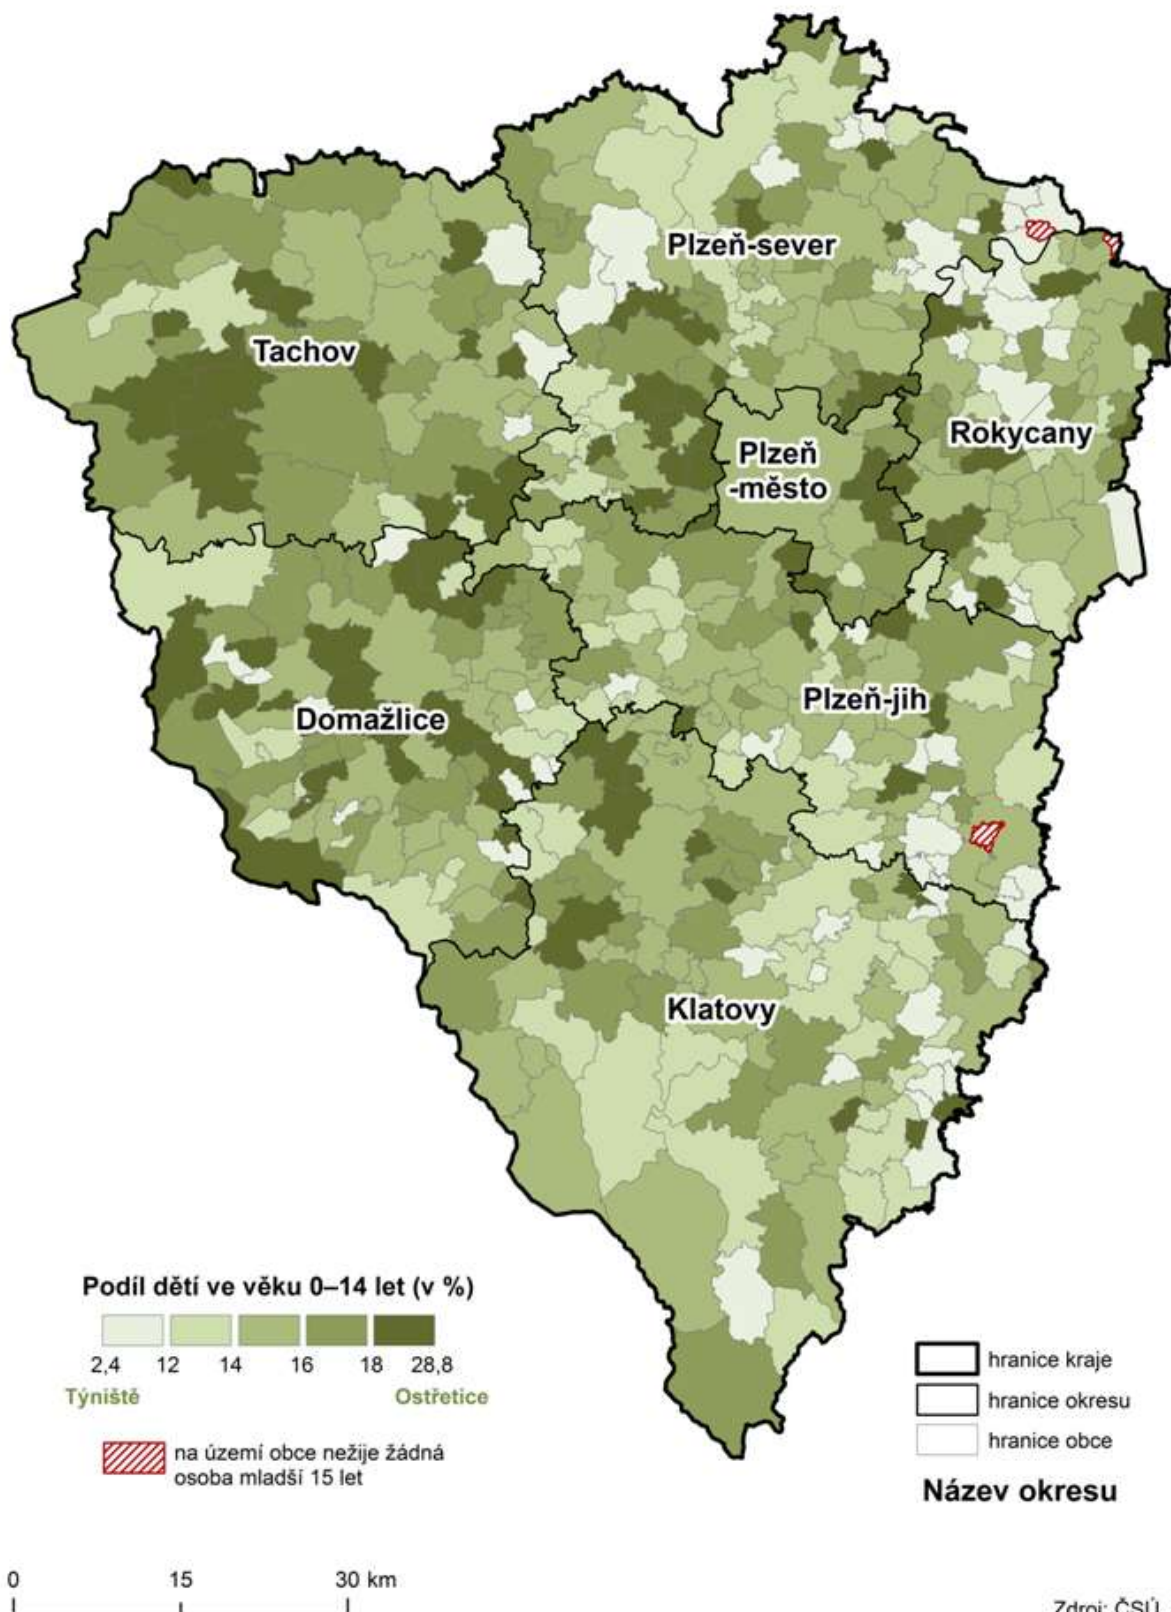 Plzeň-sever
Tachov
Rokycany
Plzeň
-město
Plzeň-jih
Domažlice
Klatovy
Podíl dětí ve věku 0–14 let (v %)
2,4 12 14 16 18 28,8
Týniště Ostřetice
na území obce nežije žádná
osoba mladší 15 let
hranice kraje
hranice okresu
hranice obce
Název okresu
0 15 30 km
Zdroj: ČSÚ